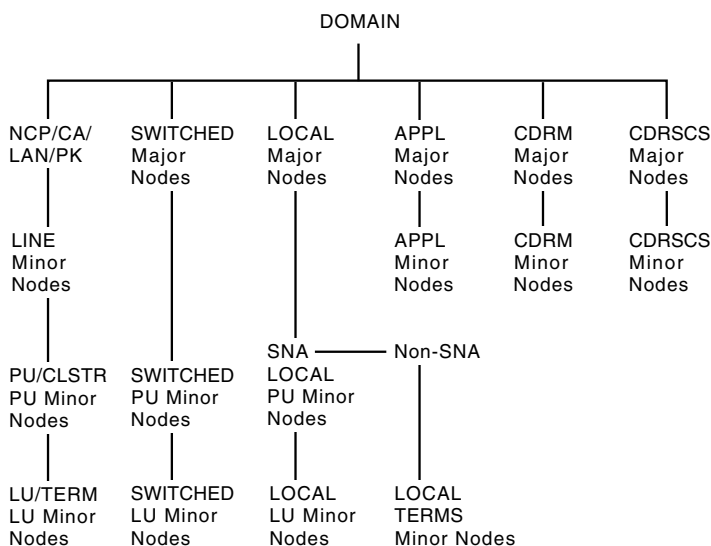 DOMAIN
NCP/CA/
LAN/PK
SWITCHED
Major
Nodes
LOCAL
Major
Nodes
APPL
Major
Nodes
CDRM
Major
Nodes
CDRSCS
Major
Nodes
LINE
Minor
Nodes
APPL
Minor
Nodes
CDRM
Minor
Nodes
CDRSCS
Minor
Nodes
PU/CLSTR
PU Minor
Nodes
SWITCHED
PU Minor
Nodes
SNA
LOCAL
PU Minor
Nodes
Non-SNA
LU/TERM
LU Minor
Nodes
SWITCHED
LU Minor
Nodes
LOCAL
LU Minor
Nodes
LOCAL
TERMS
Minor Nodes